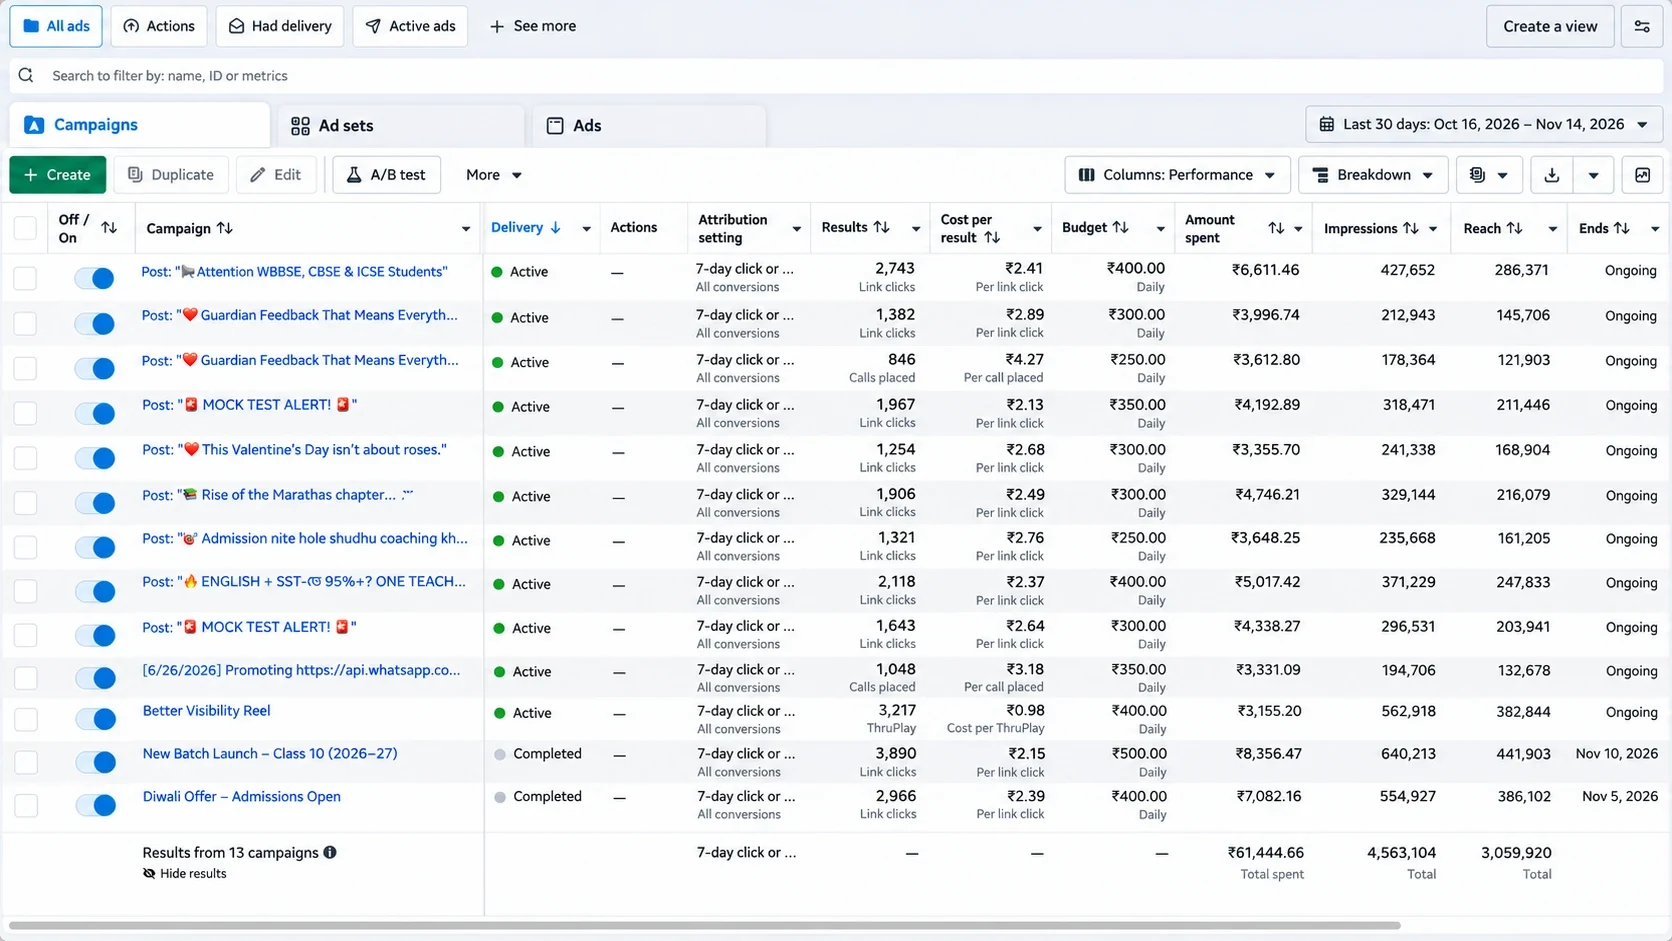 All ads Actions Had delivery Active ads + See more Create a view
Search to filter by: name, ID or metrics
Campaigns Ad sets Ads Last 30 days: Oct 16, 2026 – Nov 14, 2026
+ Create Duplicate Edit A/B test More Columns: Performance Breakdown
Off / On Campaign Delivery ↓ Actions Attribution setting Results Cost per result Budget Amount spent Impressions Reach Ends
Post: "📢Attention WBBSE, CBSE & ICSE Students" Active — 7-day click or ... 2,743 ₹2.41 ₹400.00 ₹6,611.46 427,652 286,371 Ongoing
All conversions Link clicks Per link click Daily
Post: "❤️ Guardian Feedback That Means Everyth... Active — 7-day click or ... 1,382 ₹2.89 ₹300.00 ₹3,996.74 212,943 145,706 Ongoing
All conversions Link clicks Per link click Daily
Post: "❤️ Guardian Feedback That Means Everyth... Active — 7-day click or ... 846 ₹4.27 ₹250.00 ₹3,612.80 178,364 121,903 Ongoing
All conversions Calls placed Per call placed Daily
Post: "🚨 MOCK TEST ALERT! 🚨" Active — 7-day click or ... 1,967 ₹2.13 ₹350.00 ₹4,192.89 318,471 211,446 Ongoing
All conversions Link clicks Per link click Daily
Post: "❤️ This Valentine's Day isn't about roses." Active — 7-day click or ... 1,254 ₹2.68 ₹300.00 ₹3,355.70 241,338 168,904 Ongoing
All conversions Link clicks Per link click Daily
Post: "📚 Rise of the Marathas chapter... Active — 7-day click or ... 1,906 ₹2.49 ₹300.00 ₹4,746.21 329,144 216,079 Ongoing
All conversions Link clicks Per link click Daily
Post: "🎯 Admission nite hole shudhu coaching kh... Active — 7-day click or ... 1,321 ₹2.76 ₹250.00 ₹3,648.25 235,668 161,205 Ongoing
All conversions Link clicks Per link click Daily
Post: "🔥 ENGLISH + SST-তে 95%+? ONE TEACH... Active — 7-day click or ... 2,118 ₹2.37 ₹400.00 ₹5,017.42 371,229 247,833 Ongoing
All conversions Link clicks Per link click Daily
Post: "🚨 MOCK TEST ALERT! 🚨" Active — 7-day click or ... 1,643 ₹2.64 ₹300.00 ₹4,338.27 296,531 203,941 Ongoing
All conversions Link clicks Per link click Daily
[6/26/2026] Promoting https://api.whatsapp.co... Active — 7-day click or ... 1,048 ₹3.18 ₹350.00 ₹3,331.09 194,706 132,678 Ongoing
All conversions Calls placed Per call placed Daily
Better Visibility Reel Active — 7-day click or ... 3,217 ₹0.98 ₹400.00 ₹3,155.20 562,918 382,844 Ongoing
All conversions ThruPlay Cost per ThruPlay Daily
New Batch Launch – Class 10 (2026–27) Completed — 7-day click or ... 3,890 ₹2.15 ₹500.00 ₹8,356.47 640,213 441,903 Nov 10, 2026
All conversions Link clicks Per link click Daily
Diwali Offer – Admissions Open Completed — 7-day click or ... 2,966 ₹2.39 ₹400.00 ₹7,082.16 554,927 386,102 Nov 5, 2026
All conversions Link clicks Per link click Daily
Results from 13 campaigns 7-day click or ... — — — ₹61,444.66 4,563,104 3,059,920
Hide results Total spent Total Total